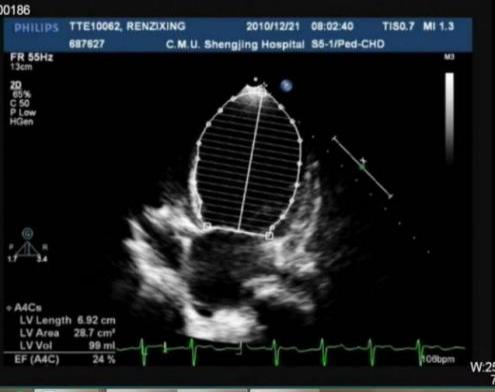 00186
PHILIPS TTE10062, RENZIXING 2010/12/21 08:02:40 TIS0.7 MI 1.3
687627 C.M.U. Shengjing Hospital S5-1/Ped-CHD
FR 55Hz
13cm
M3
2D
65%
C 50
P Low
HGen
G
P R
1.7 3.4
A4Cs
LV Length 6.92 cm
LV Area 28.7 cm²
LV Vol 99 ml
EF (A4C) 24 %
106bpm